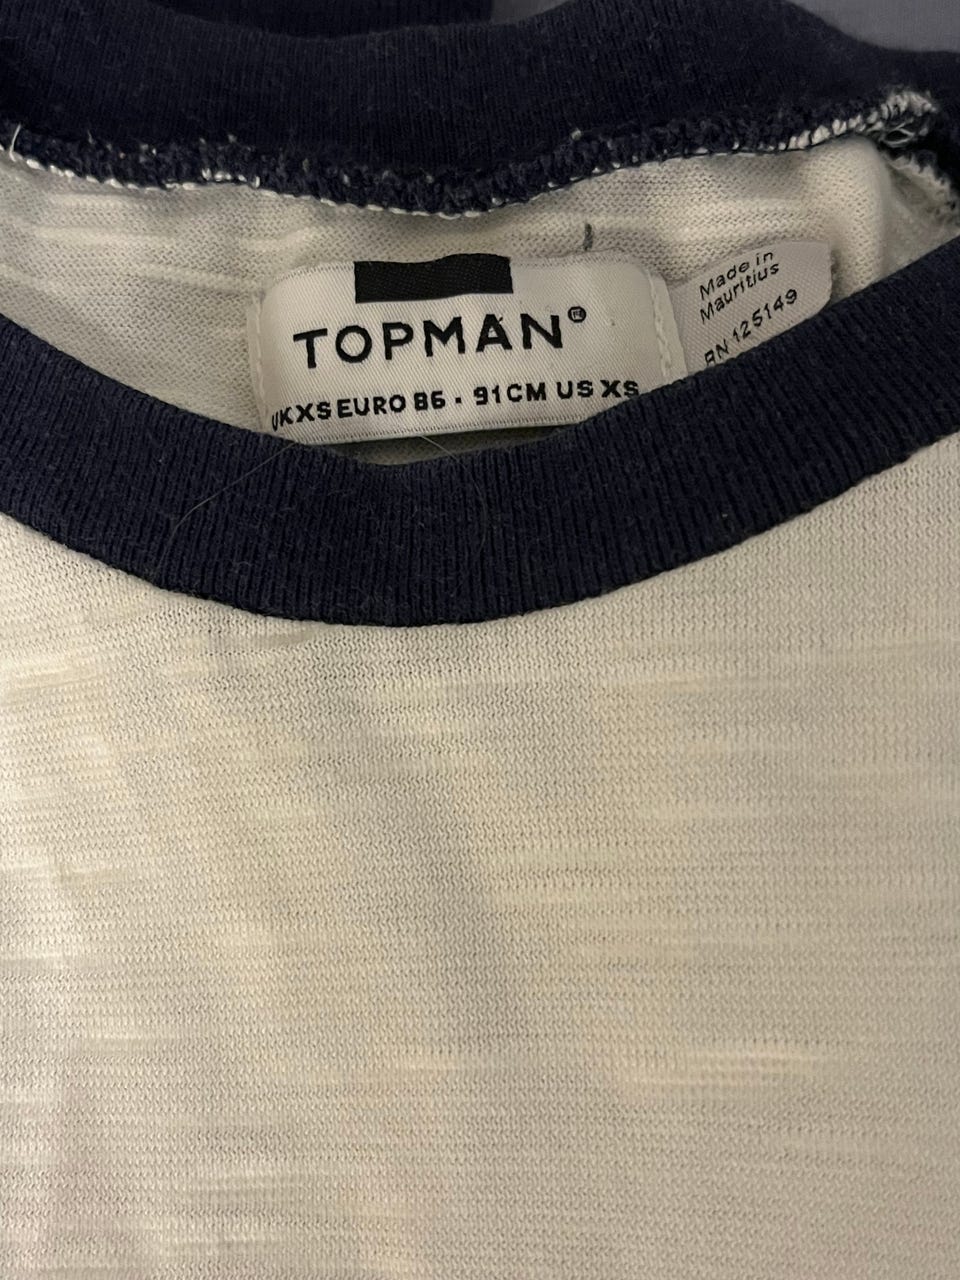 TOPMAN®
UK XS EURO 86 - 91CM US XS
Made in
Mauritius
RN 125149